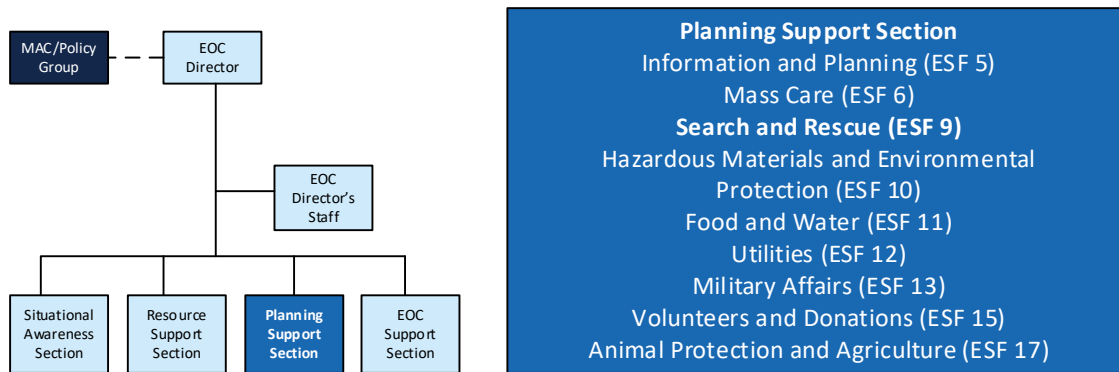 MAC/Policy
Group
EOC
Director
EOC
Director's
Staff
Situational
Awareness
Section
Resource
Support
Section
Planning
Support
Section
EOC
Support
Section
Planning Support Section
Information and Planning (ESF 5)
Mass Care (ESF 6)
Search and Rescue (ESF 9)
Hazardous Materials and Environmental
Protection (ESF 10)
Food and Water (ESF 11)
Utilities (ESF 12)
Military Affairs (ESF 13)
Volunteers and Donations (ESF 15)
Animal Protection and Agriculture (ESF 17)